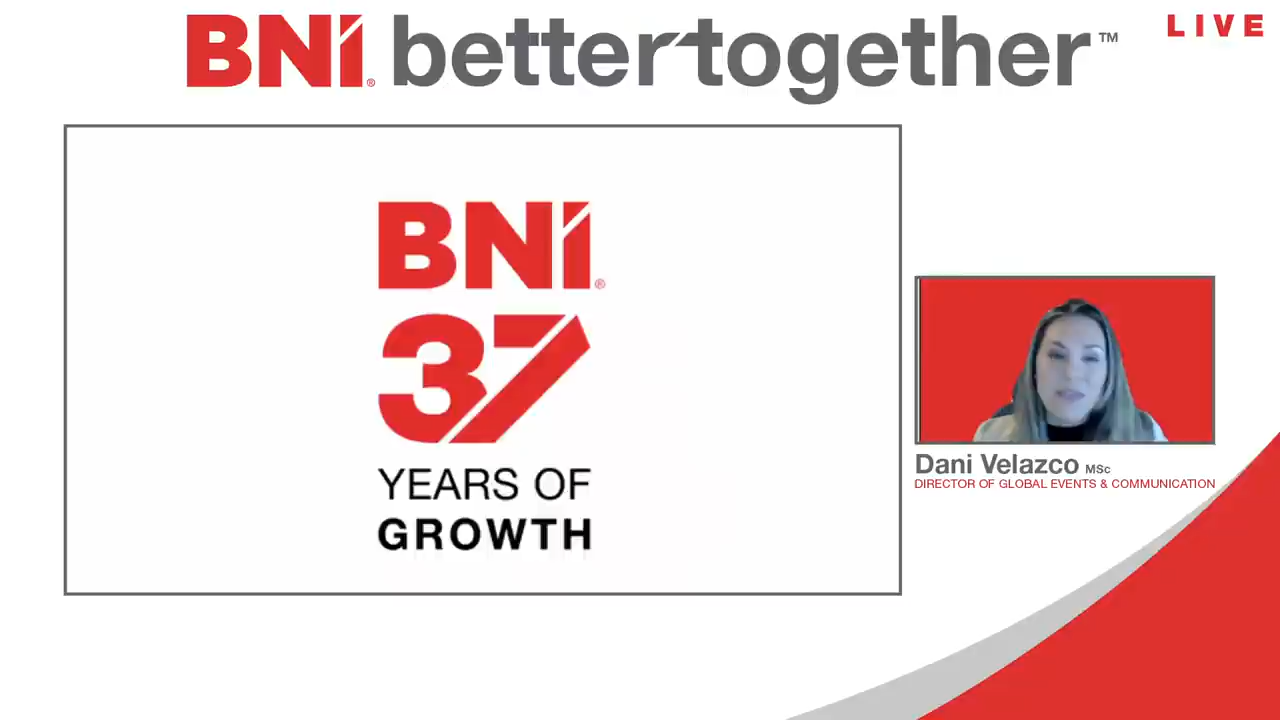 BNI® bettertogether™
LIVE
BNI®
37
YEARS OF
GROWTH
Dani Velazco MSc
DIRECTOR OF GLOBAL EVENTS & COMMUNICATION